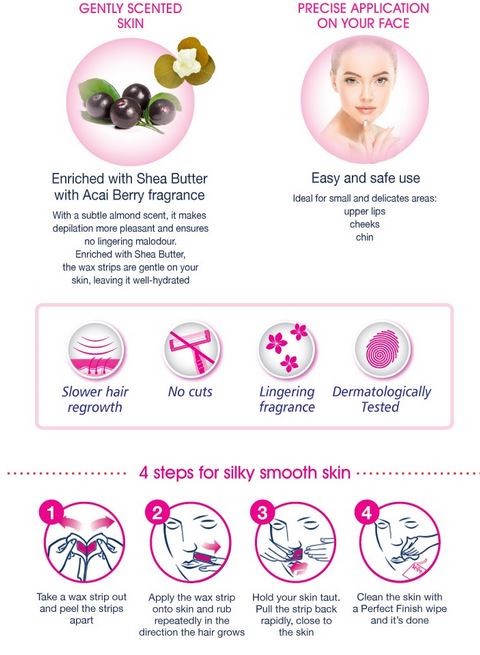 GENTLY SCENTED
SKIN
Enriched with Shea Butter
with Acai Berry fragrance
With a subtle almond scent, it makes
depilation more pleasant and ensures
no lingering malodour.
Enriched with Shea Butter,
the wax strips are gentle on your
skin, leaving it well-hydrated
PRECISE APPLICATION
ON YOUR FACE
Easy and safe use
Ideal for small and delicates areas:
upper lips
cheeks
chin
Slower hair
regrowth
No cuts
Lingering
fragrance
Dermatologically
Tested
4 steps for silky smooth skin
1
Take a wax strip out
and peel the strips
apart
2
Apply the wax strip
onto skin and rub
repeatedly in the
direction the hair grows
3
Hold your skin taut.
Pull the strip back
rapidly, close to
the skin
4
Clean the skin with
a Perfect Finish wipe
and it's done